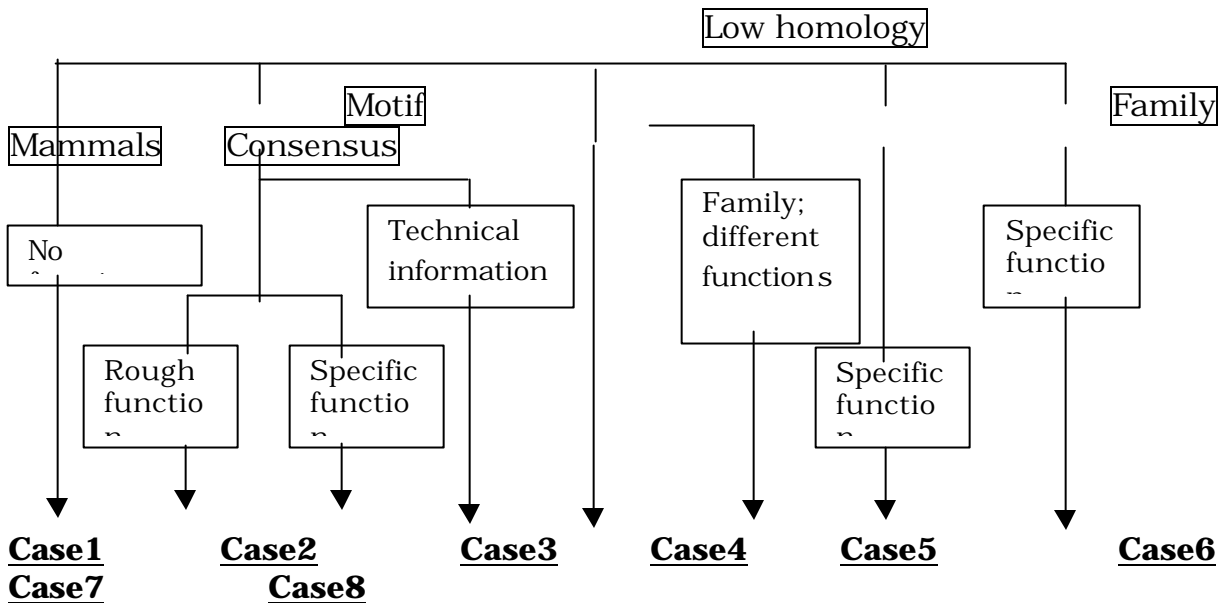 Low homology
Motif
Family
Mammals
Consensus
No
Technical
information
Family;
different
functions
Specific
functio
Rough
functio
Specific
functio
Specific
functio
Case1 Case2 Case3 Case4 Case5 Case6
Case7 Case8